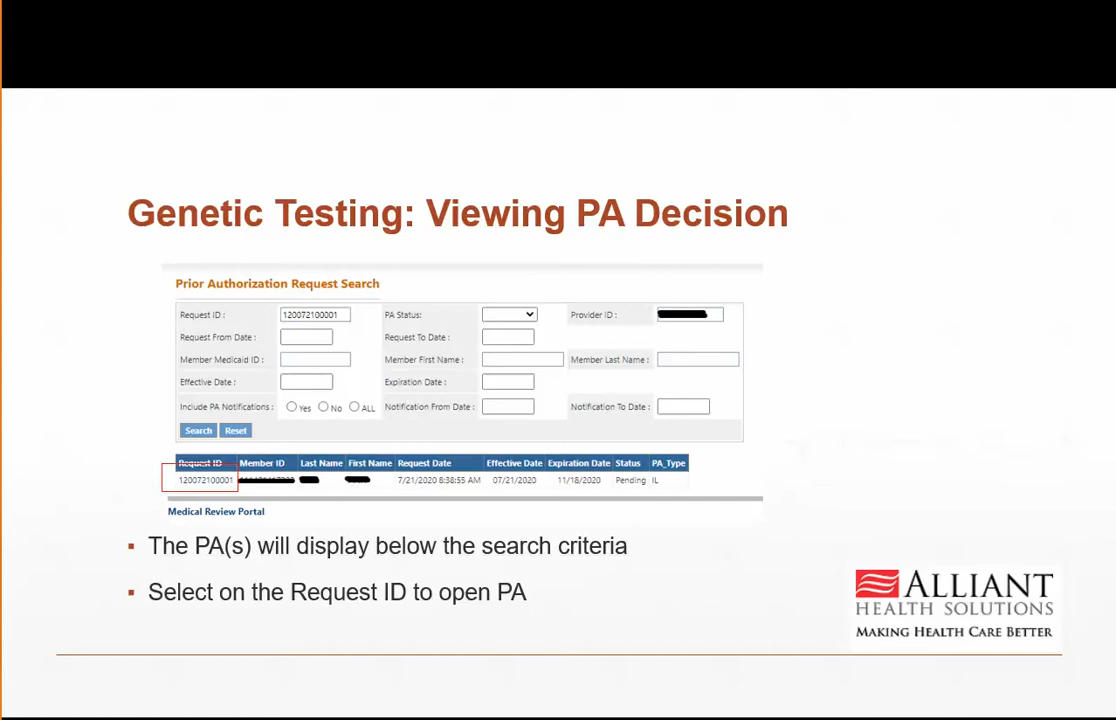 Genetic Testing: Viewing PA Decision
Prior Authorization Request Search
Request ID : 120072100001 PA Status: Provider ID :
Request From Date : Request To Date :
Member Medicaid ID : Member First Name : Member Last Name :
Effective Date : Expiration Date :
Include PA Notifications : Yes No ALL Notification From Date : Notification To Date :
Search Reset
Request ID Member ID Last Name First Name Request Date Effective Date Expiration Date Status PA_Type
120072100001 7/21/2020 8:38:55 AM 07/21/2020 11/18/2020 Pending IL
Medical Review Portal
▪ The PA(s) will display below the search criteria
▪ Select on the Request ID to open PA
ALLIANT
HEALTH SOLUTIONS
MAKING HEALTH CARE BETTER